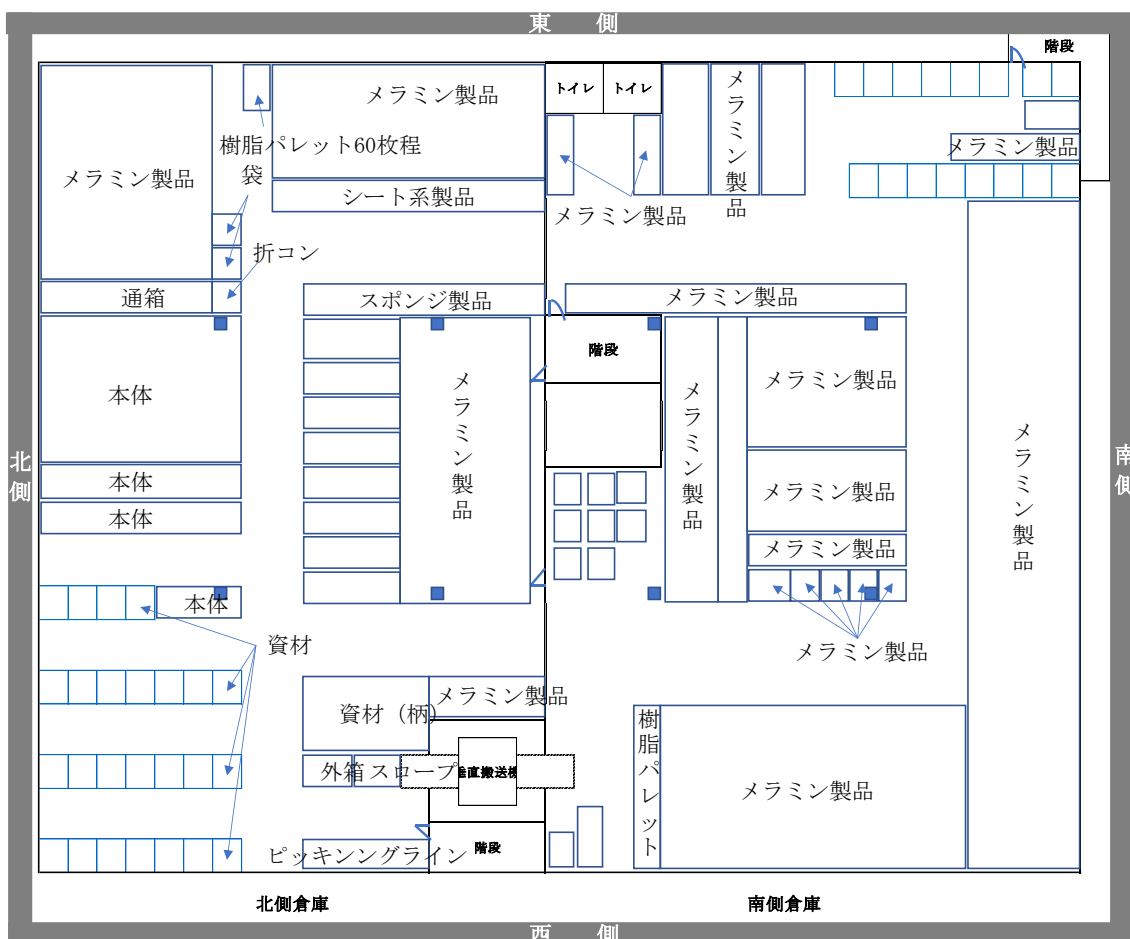 東　側
階段
トイレ
トイレ
メラミン製品
メラミン製品
樹脂パレット60枚程
メラミン製品
袋
メラミン製品
シート系製品
メラミン製品
折コン
通箱
スポンジ製品
メラミン製品
階段
本体
メラミン製品
メラミン製品
メラミン製品
メラミン製品
北側
南側
本体
メラミン製品
本体
メラミン製品
本体
資材
メラミン製品
メラミン製品
資材（柄）
樹脂パレット
外箱
スロープ
垂直搬送機
メラミン製品
ピッキングライン
階段
北側倉庫
南側倉庫
西　側